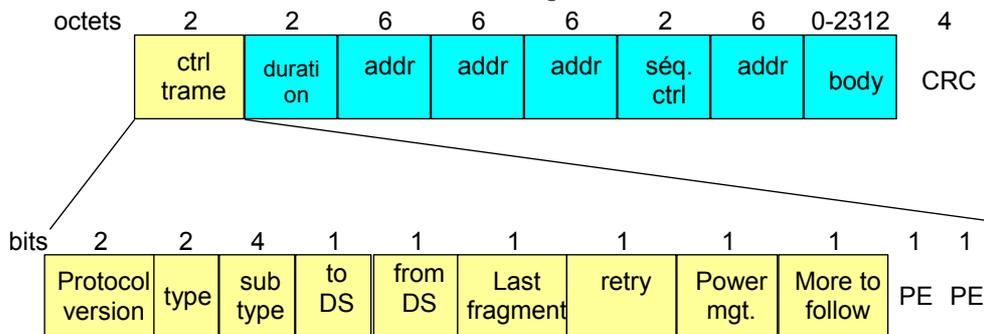 octets 2 2 6 6 6 2 6 0-2312 4
ctrl
trame
durati
on
addr
addr
addr
séq.
ctrl
addr
body
CRC
bits 2 2 4 1 1 1 1 1 1 1 1
Protocol
version
type
sub
type
to
DS
from
DS
Last
fragment
retry
Power
mgt.
More to
follow
PE
PE